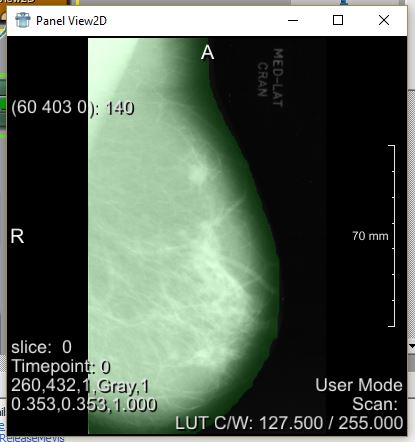 Panel View2D
A
MED-LAT
CRAN
(60 403 0): 140
70 mm
R
slice: 0
Timepoint: 0
260,432,1,Gray,1
0.353,0.353,1.000
User Mode
Scan:
LUT C/W: 127.500 / 255.000
ReleaseMeVis